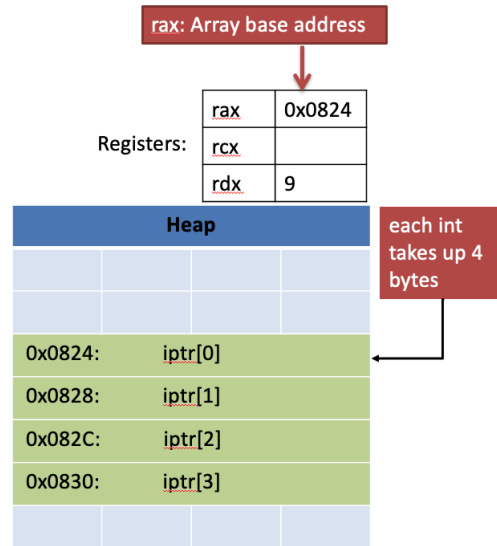 rax: Array base address
rax 0x0824
Registers: rcx
rdx 9
Heap
each int
takes up 4
bytes
0x0824: iptr[0]
0x0828: iptr[1]
0x082C: iptr[2]
0x0830: iptr[3]